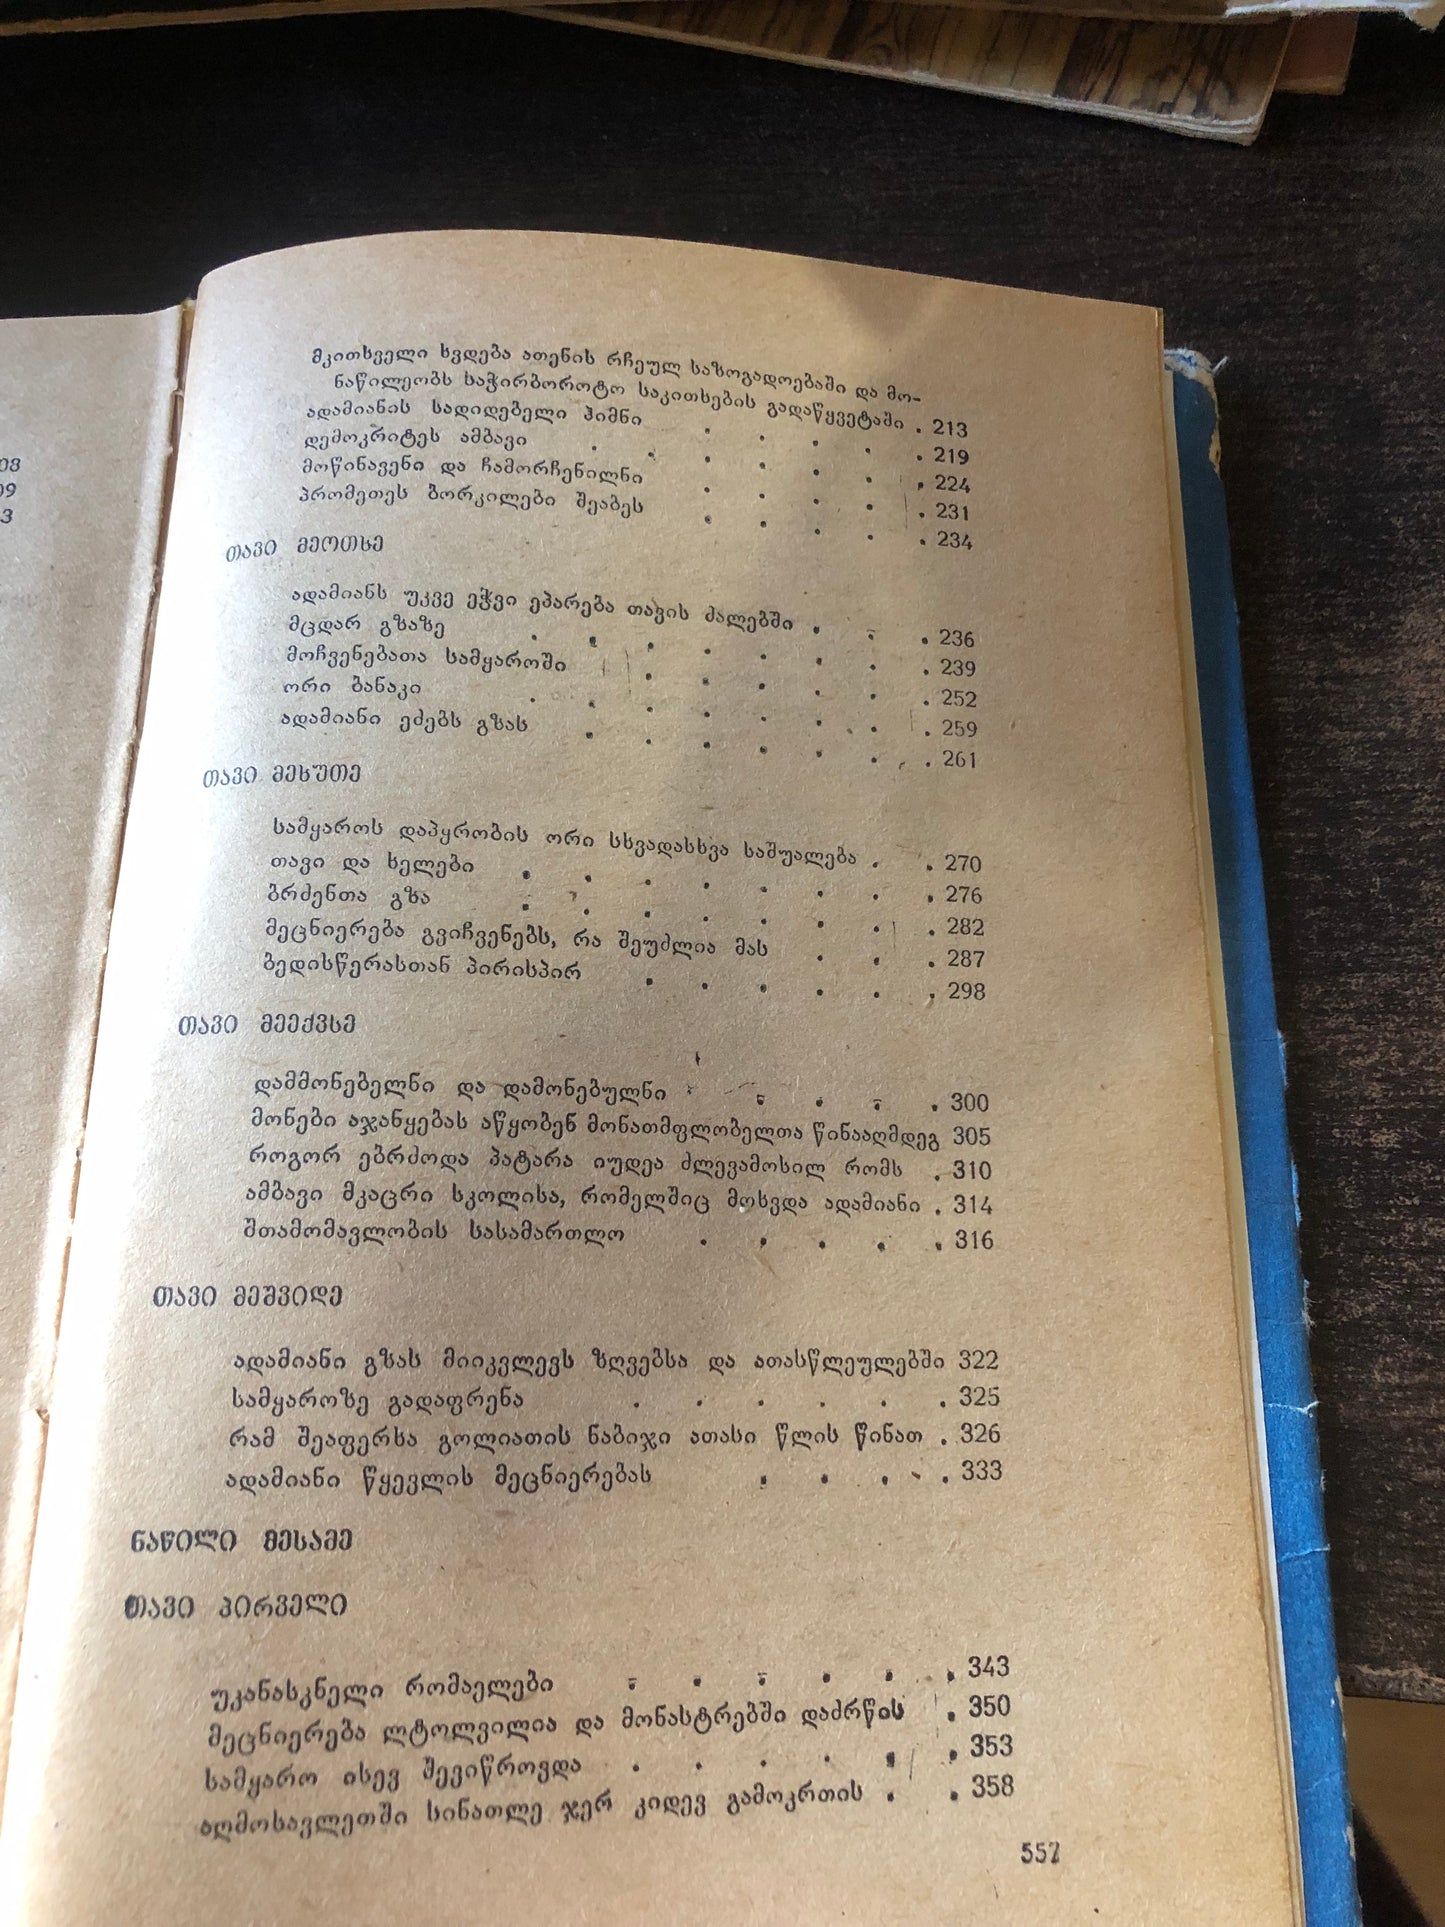 მკითხველი ხვდება ათენის რჩეულ საზოგადოებაში და მო-
ნაწილეობს საჭირბოროტო საკითხების გადაწყვეტაში . 213
ადამიანის სადიდებელი ჰიმნი . . . . . 219
დემოკრიტეს ამბავი . . . . . . 224
მოწინავენი და ჩამორჩენილნი . . . . . 231
პრომეთეს ბორკილები შეაბეს . . . . . 234
თავი მეოთხე
ადამიანს უკვე ეჭვი ეპარება თავის ძალებში . . . 236
მცდარ გზაზე . . . . . . . . 239
მოჩვენებათა სამყაროში . . . . . . 252
ორი ბანაკი . . . . . . . . 259
ადამიანი ეძებს გზას . . . . . . . 261
თავი მეხუთე
სამყაროს დაპყრობის ორი სხვადასხვა საშუალება . . 270
თავი და ხელები . . . . . . . . 276
ბრძენთა გზა . . . . . . . . 282
მეცნიერება გვიჩვენებს, რა შეუძლია მას . . . 287
ბედისწერასთან პირისპირ . . . . . . 298
თავი მეექვსე
დამმონებელნი და დამონებულნი . . . . 300
მონები აჯანყებას აწყობენ მონათმფლობელთა წინააღმდეგ 305
როგორ ებრძოდა პატარა იუდეა ძლევამოსილ რომს . 310
ამბავი მკაცრი სკოლისა, რომელშიც მოხვდა ადამიანი . 314
შთამომავლობის სასამართლო . . . . . 316
თავი მეშვიდე
ადამიანი გზას მიიკვლევს ზღვებსა და ათასწლეულებში 322
სამყაროზე გადაფრენა . . . . . . 325
რამ შეაფერხა გოლიათის ნაბიჯი ათასი წლის წინათ . 326
ადამიანი წყევლის მეცნიერებას . . . . 333
ნაწილი მესამე
თავი პირველი
უკანასკნელი რომაელები . . . . . . 343
მეცნიერება ლტოლვილია და მონასტრებში დაძრწის . 350
სამყარო ისევ შევიწროვდა . . . . . . 353
აღმოსავლეთში სინათლე ჯერ კიდევ გამოკრთის . . 358
557
03
09
3